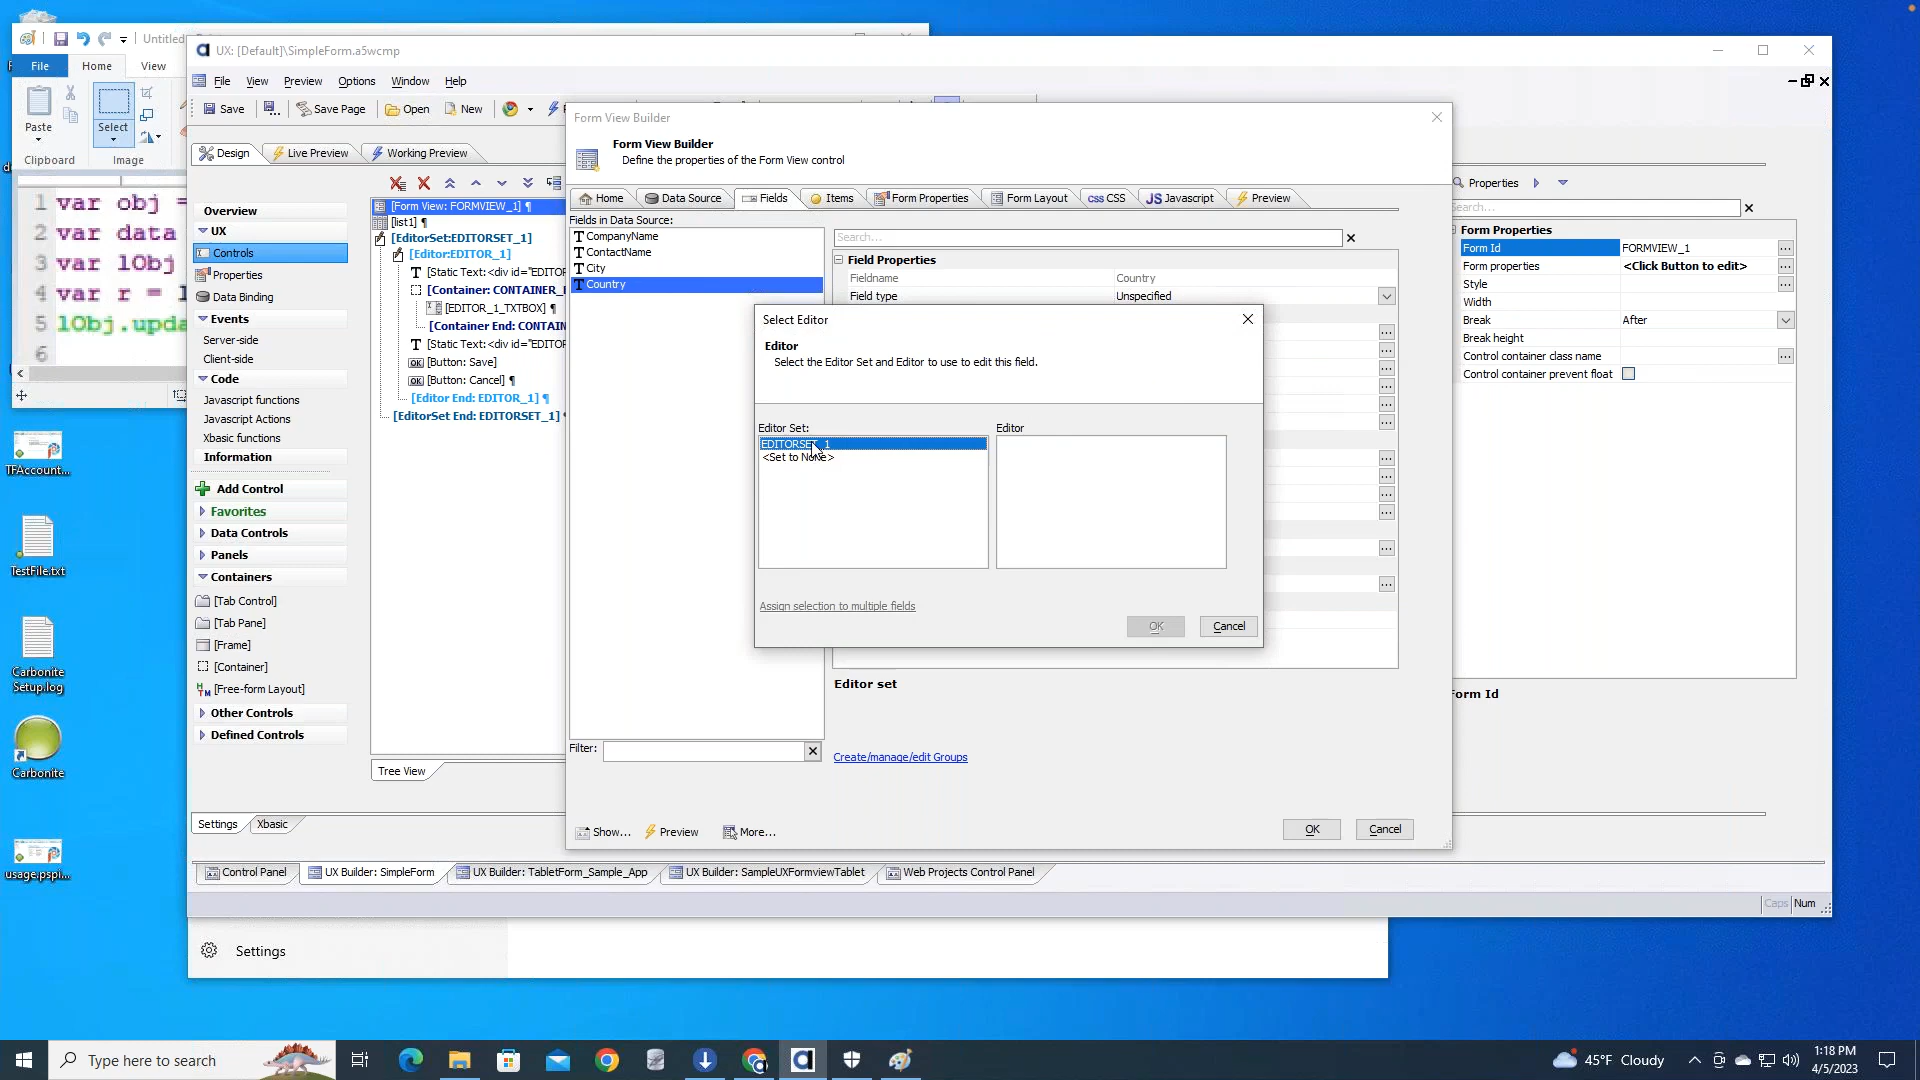 Untitled
UX: [Default]\SimpleForm.a5wcmp
File
Home
View
Paste
Select
Clipboard
Image
1 var obj =
2 var data
3 var lObj
4 var r =
5 lObj.upda
6
File View Preview Options Window Help
Save
Save Page
Open
New
Design
Live Preview
Working Preview
Overview
UX
Controls
Properties
Data Binding
Events
Server-side
Client-side
Code
Javascript functions
Javascript Actions
Xbasic functions
Information
Add Control
Favorites
Data Controls
Panels
Containers
[Tab Control]
[Tab Pane]
[Frame]
[Container]
[Free-form Layout]
Other Controls
Defined Controls
Settings
Xbasic
[Form View: FORMVIEW_1] ¶
[list1] ¶
[EditorSet:EDITORSET_1]
[Editor:EDITOR_1]
[Static Text:<div id="EDITOR
[Container: CONTAINER_E
[EDITOR_1_TXTBOX] ¶
[Container End: CONTAIN
[Static Text:<div id="EDITOR
[Button: Save]
[Button: Cancel] ¶
[Editor End: EDITOR_1] ¶
[EditorSet End: EDITORSET_1]
Tree View
Form View Builder
Form View Builder
Define the properties of the Form View control
Home
Data Source
Fields
Items
Form Properties
Form Layout
CSS CSS
JS Javascript
Preview
Fields in Data Source:
CompanyName
ContactName
City
Country
Search...
Field Properties
Fieldname Country
Field type Unspecified
Select Editor
Editor
Select the Editor Set and Editor to use to edit this field.
Editor Set:
EDITORSET_1
<Set to None>
Editor
Assign selection to multiple fields
OK
Cancel
Editor set
Filter:
Create/manage/edit Groups
Show...
Preview
More...
OK
Cancel
Properties
Search...
Form Properties
Form Id FORMVIEW_1
Form properties <Click Button to edit>
Style
Width
Break After
Break height
Control container class name
Control container prevent float
Form Id
Control Panel
UX Builder: SimpleForm
UX Builder: TabletForm_Sample_App
UX Builder: SampleUXFormviewTablet
Web Projects Control Panel
Caps
Num
Settings
TFAccount...
TestFile.txt
Carbonite
Setup.log
Carbonite
usage.pspi...
Type here to search
45°F Cloudy
1:18 PM
4/5/2023